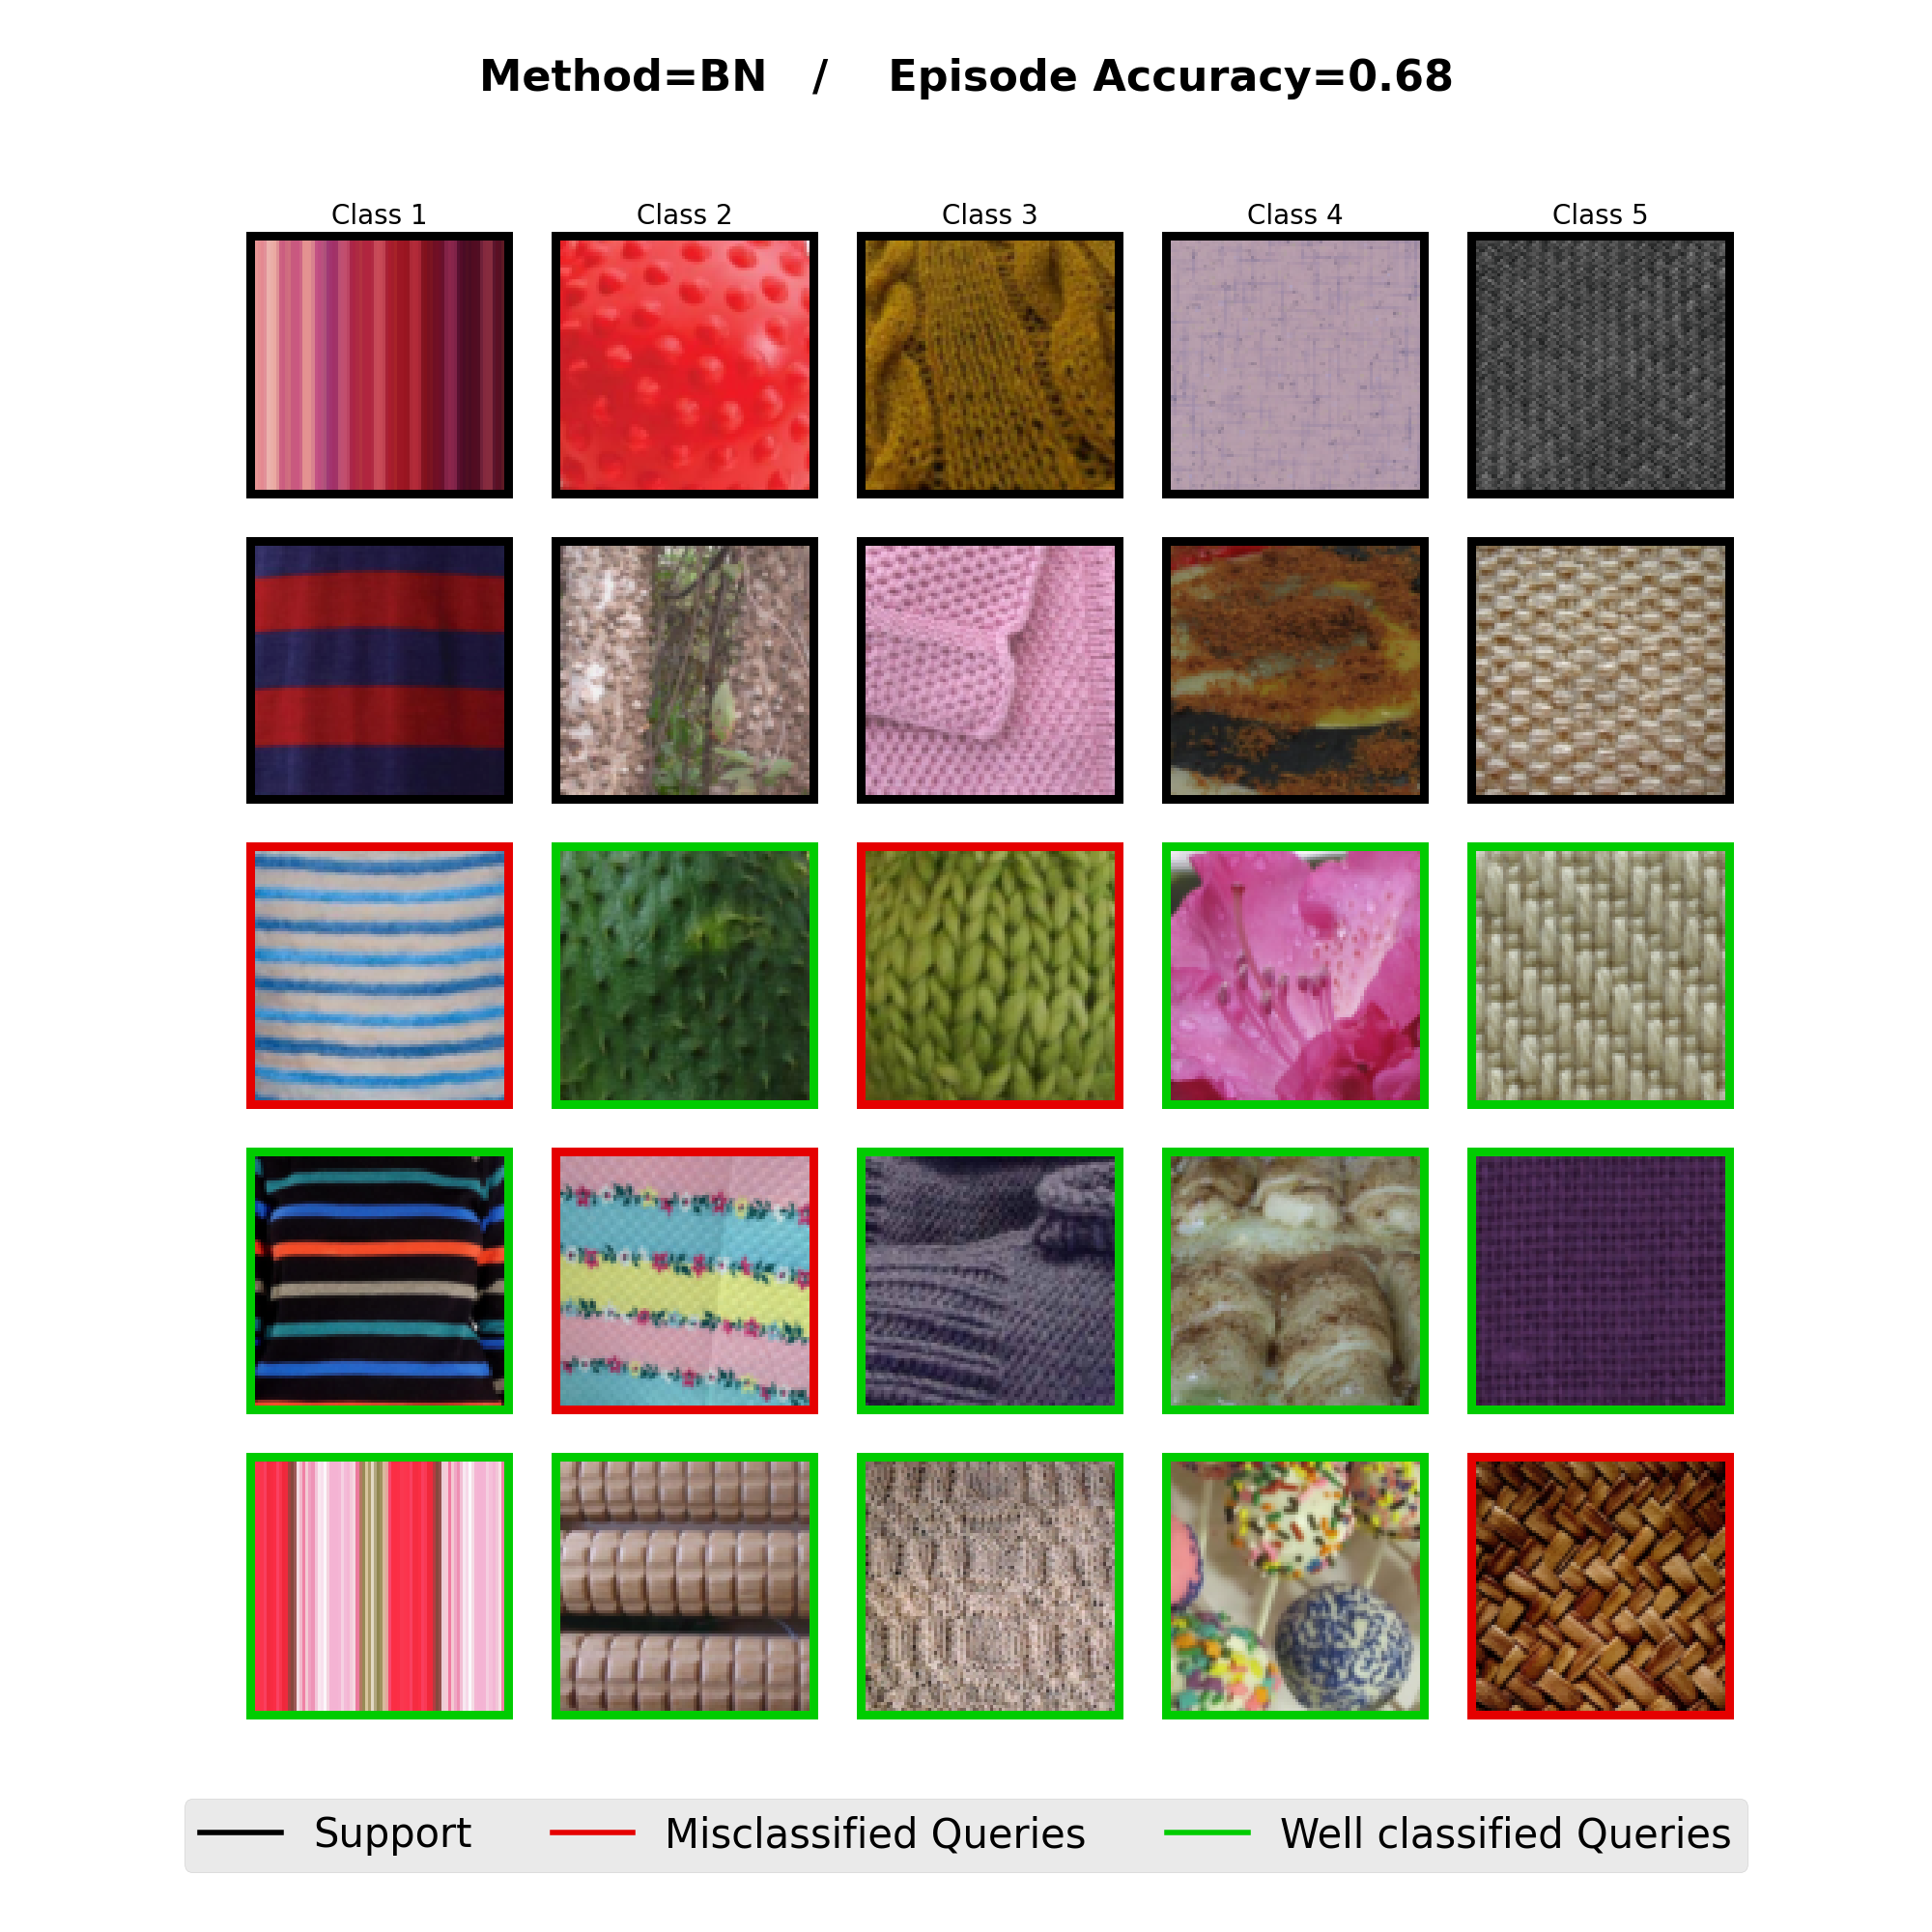 Method=BN / Episode Accuracy=0.68
Class 1 Class 2 Class 3 Class 4 Class 5
Support Misclassified Queries Well classified Queries